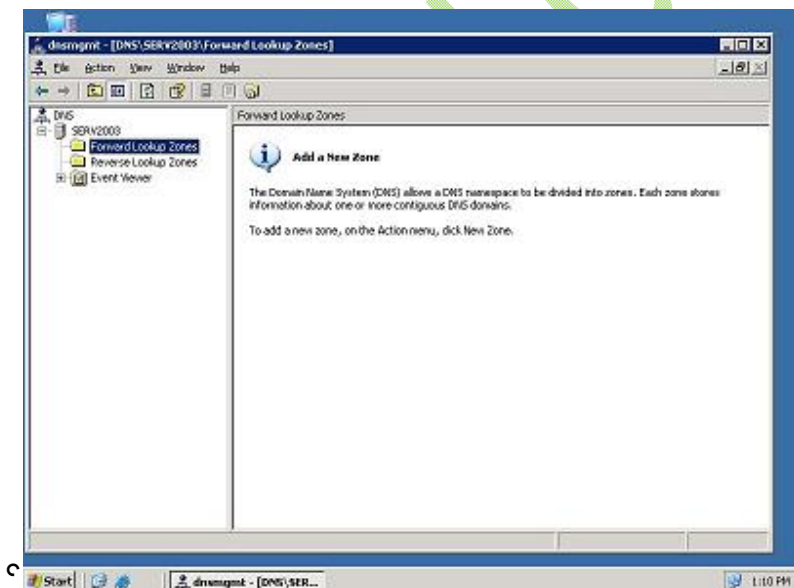 dnsmgmt - [DNS\SERV2003\Forward Lookup Zones]
File Action View Window Help
DNS
SERV2003
Forward Lookup Zones
Reverse Lookup Zones
Event Viewer
Forward Lookup Zones
Add a New Zone
The Domain Name System (DNS) allows a DNS namespace to be divided into zones. Each zone stores
information about one or more contiguous DNS domains.
To add a new zone, on the Action menu, click New Zone.
Start
dnsmgmt - [DNS\SER...
1:10 PM